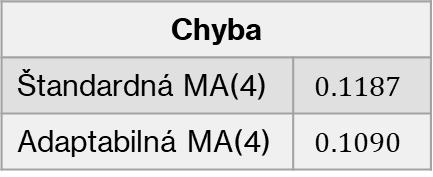 Chyba
Štandardná MA(4) 0.1187
Adaptabilná MA(4) 0.1090